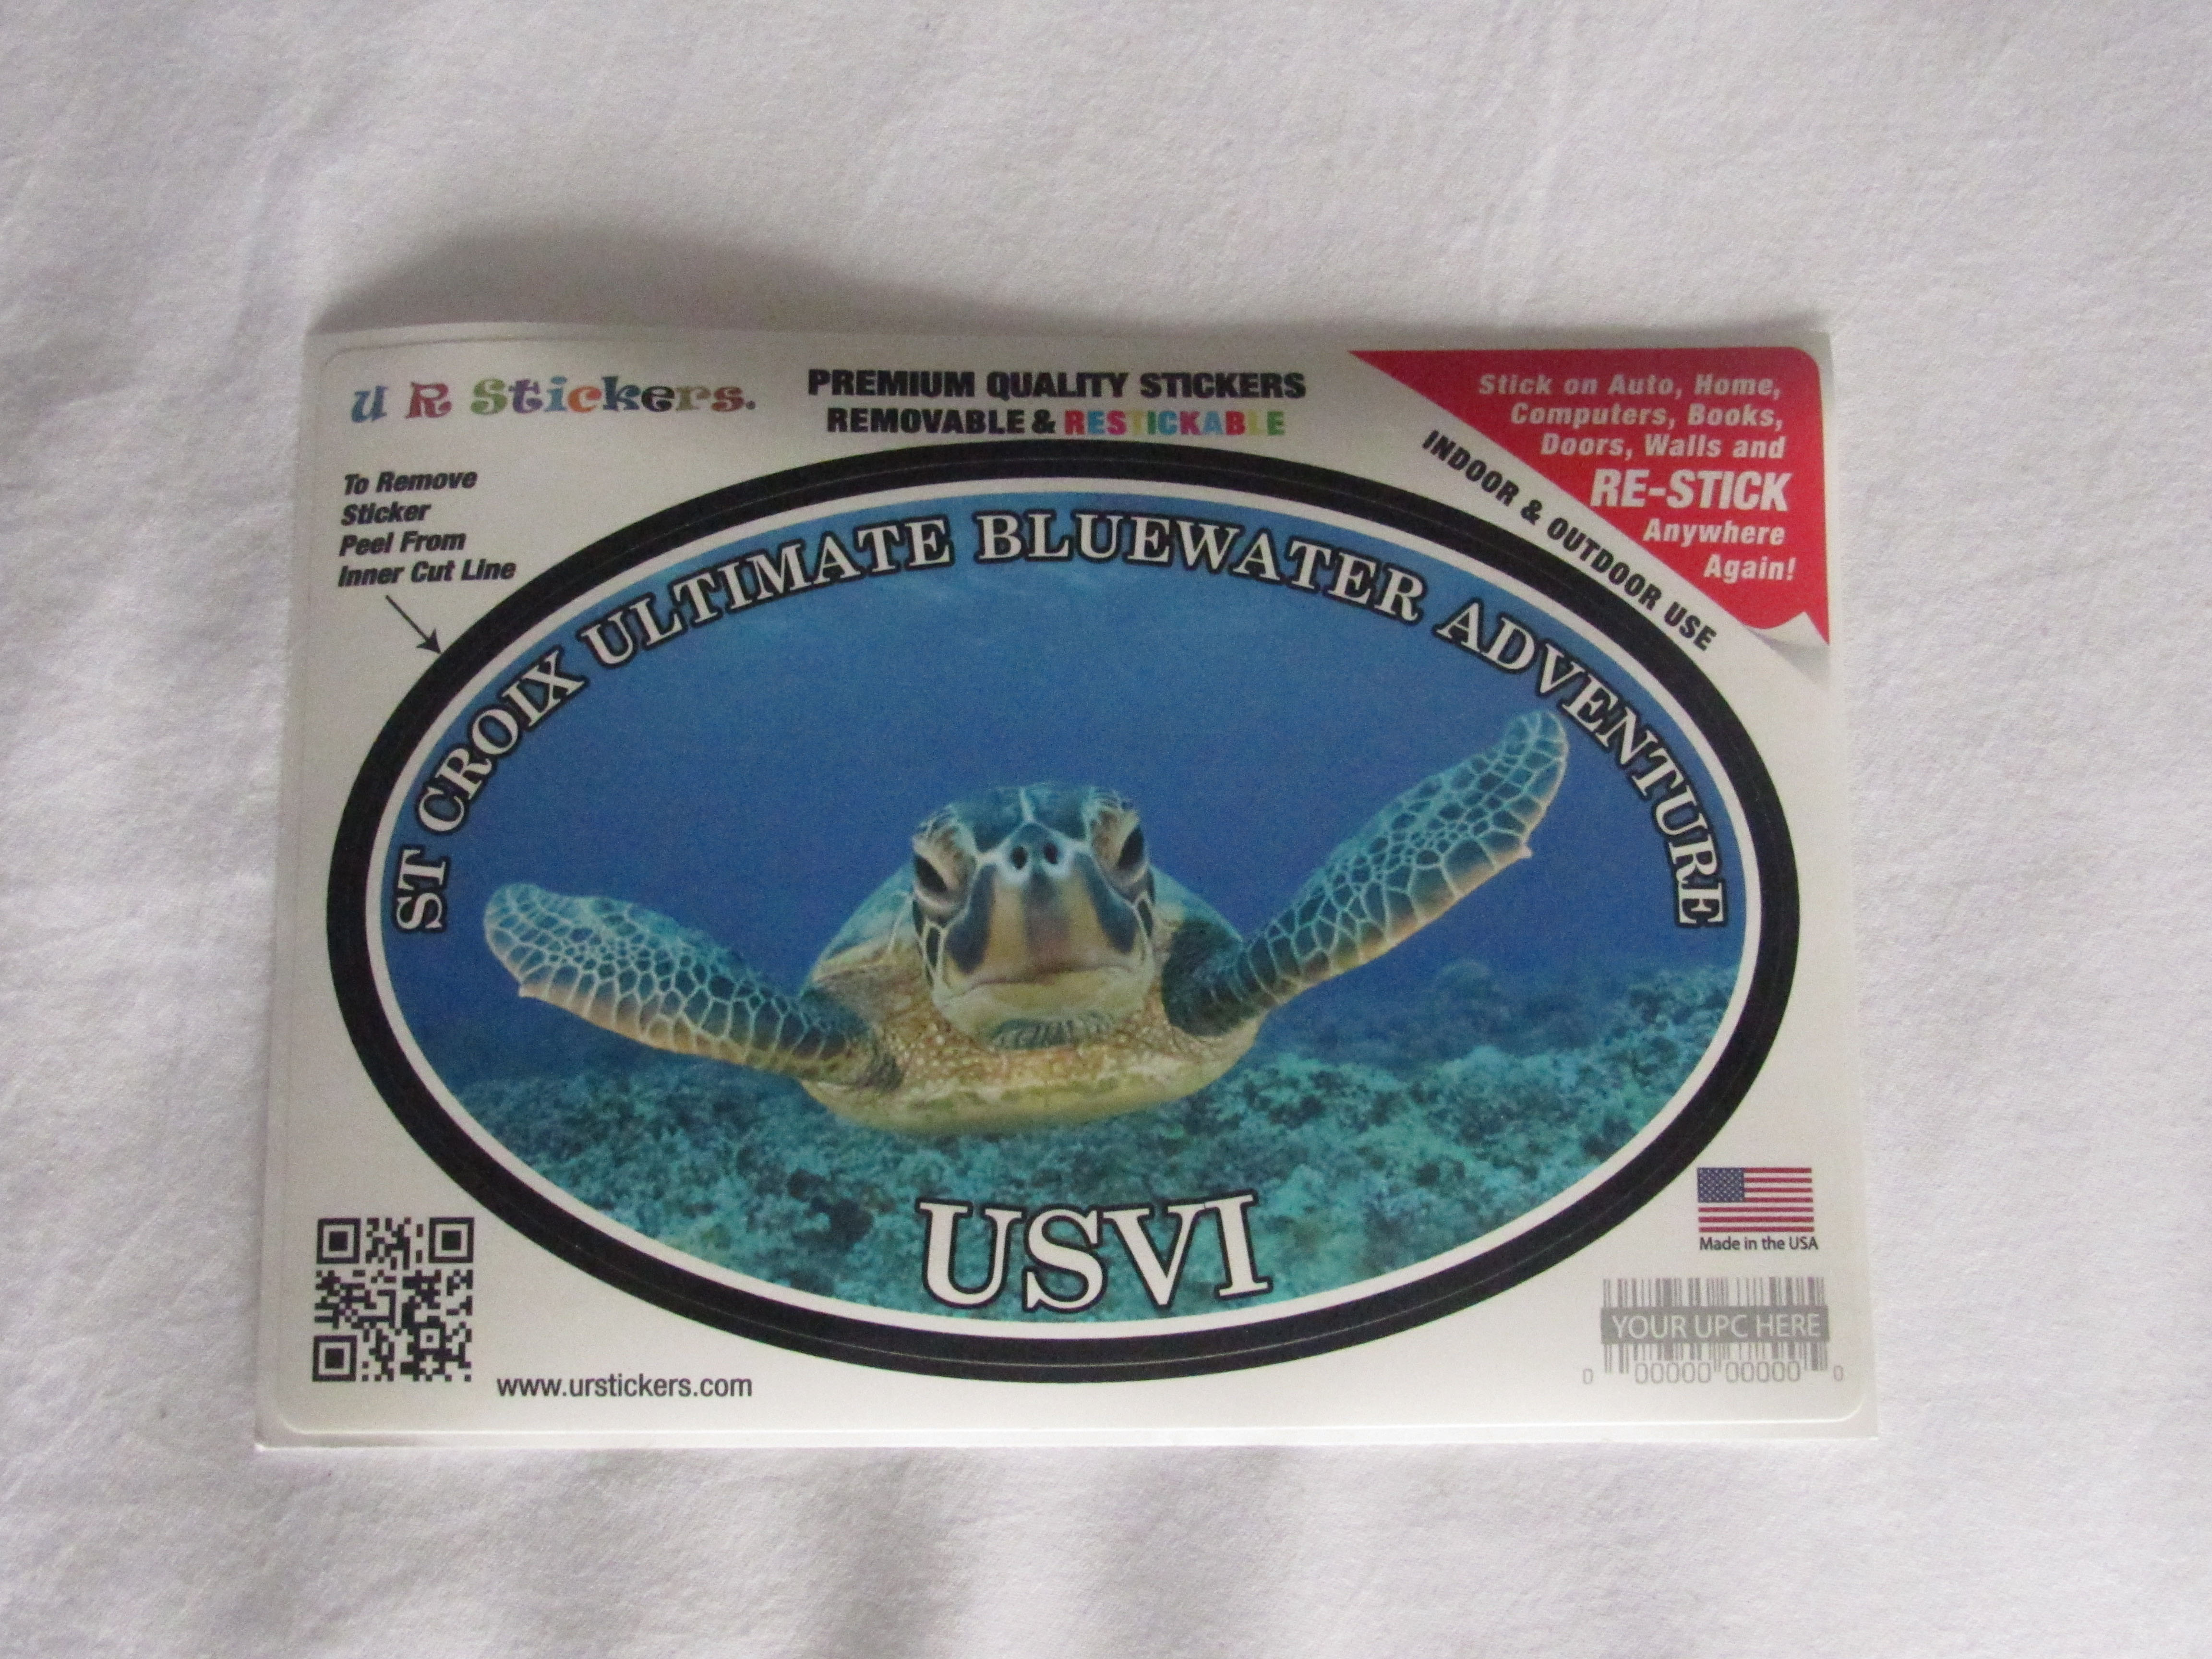 U R Stickers.
PREMIUM QUALITY STICKERS
REMOVABLE & RESTICKABLE
Stick on Auto, Home,
Computers, Books,
Doors, Walls and
RE-STICK
Anywhere
Again!
INDOOR & OUTDOOR USE
To Remove
Sticker
Peel From
Inner Cut Line
ST CROIX ULTIMATE BLUEWATER ADVENTURE
USVI
Made in the USA
YOUR UPC HERE
0 00000 00000 0
www.urstickers.com